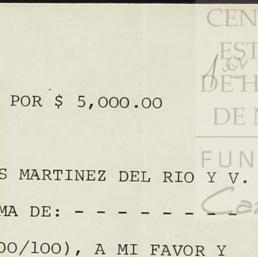 CEN
EST
DE H
POR $ 5,000.00
DE M
FUN
S MARTINEZ DEL RIO Y V.
MA DE: - - - - - - - -
00/100), A MI FAVOR Y